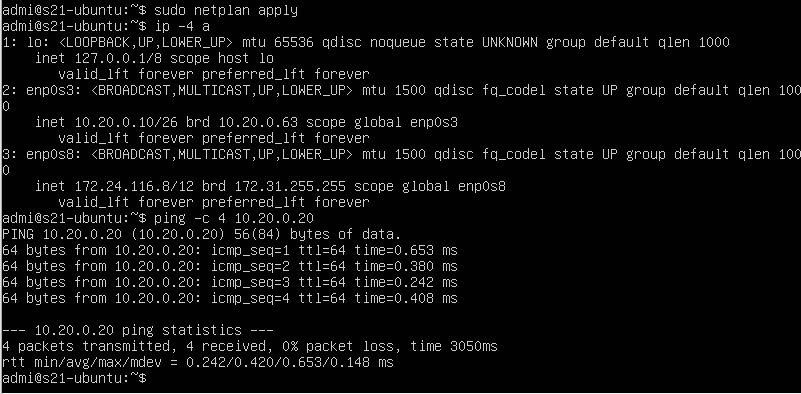 admi@s21-ubuntu:~$ sudo netplan apply
admi@s21-ubuntu:~$ ip -4 a
1: lo: <LOOPBACK,UP,LOWER_UP> mtu 65536 qdisc noqueue state UNKNOWN group default qlen 1000
    inet 127.0.0.1/8 scope host lo
       valid_lft forever preferred_lft forever
2: enp0s3: <BROADCAST,MULTICAST,UP,LOWER_UP> mtu 1500 qdisc fq_codel state UP group default qlen 100
0
    inet 10.20.0.10/26 brd 10.20.0.63 scope global enp0s3
       valid_lft forever preferred_lft forever
3: enp0s8: <BROADCAST,MULTICAST,UP,LOWER_UP> mtu 1500 qdisc fq_codel state UP group default qlen 100
0
    inet 172.24.116.8/12 brd 172.31.255.255 scope global enp0s8
       valid_lft forever preferred_lft forever
admi@s21-ubuntu:~$ ping -c 4 10.20.0.20
PING 10.20.0.20 (10.20.0.20) 56(84) bytes of data.
64 bytes from 10.20.0.20: icmp_seq=1 ttl=64 time=0.653 ms
64 bytes from 10.20.0.20: icmp_seq=2 ttl=64 time=0.380 ms
64 bytes from 10.20.0.20: icmp_seq=3 ttl=64 time=0.242 ms
64 bytes from 10.20.0.20: icmp_seq=4 ttl=64 time=0.408 ms

--- 10.20.0.20 ping statistics ---
4 packets transmitted, 4 received, 0% packet loss, time 3050ms
rtt min/avg/max/mdev = 0.242/0.420/0.653/0.148 ms
admi@s21-ubuntu:~$